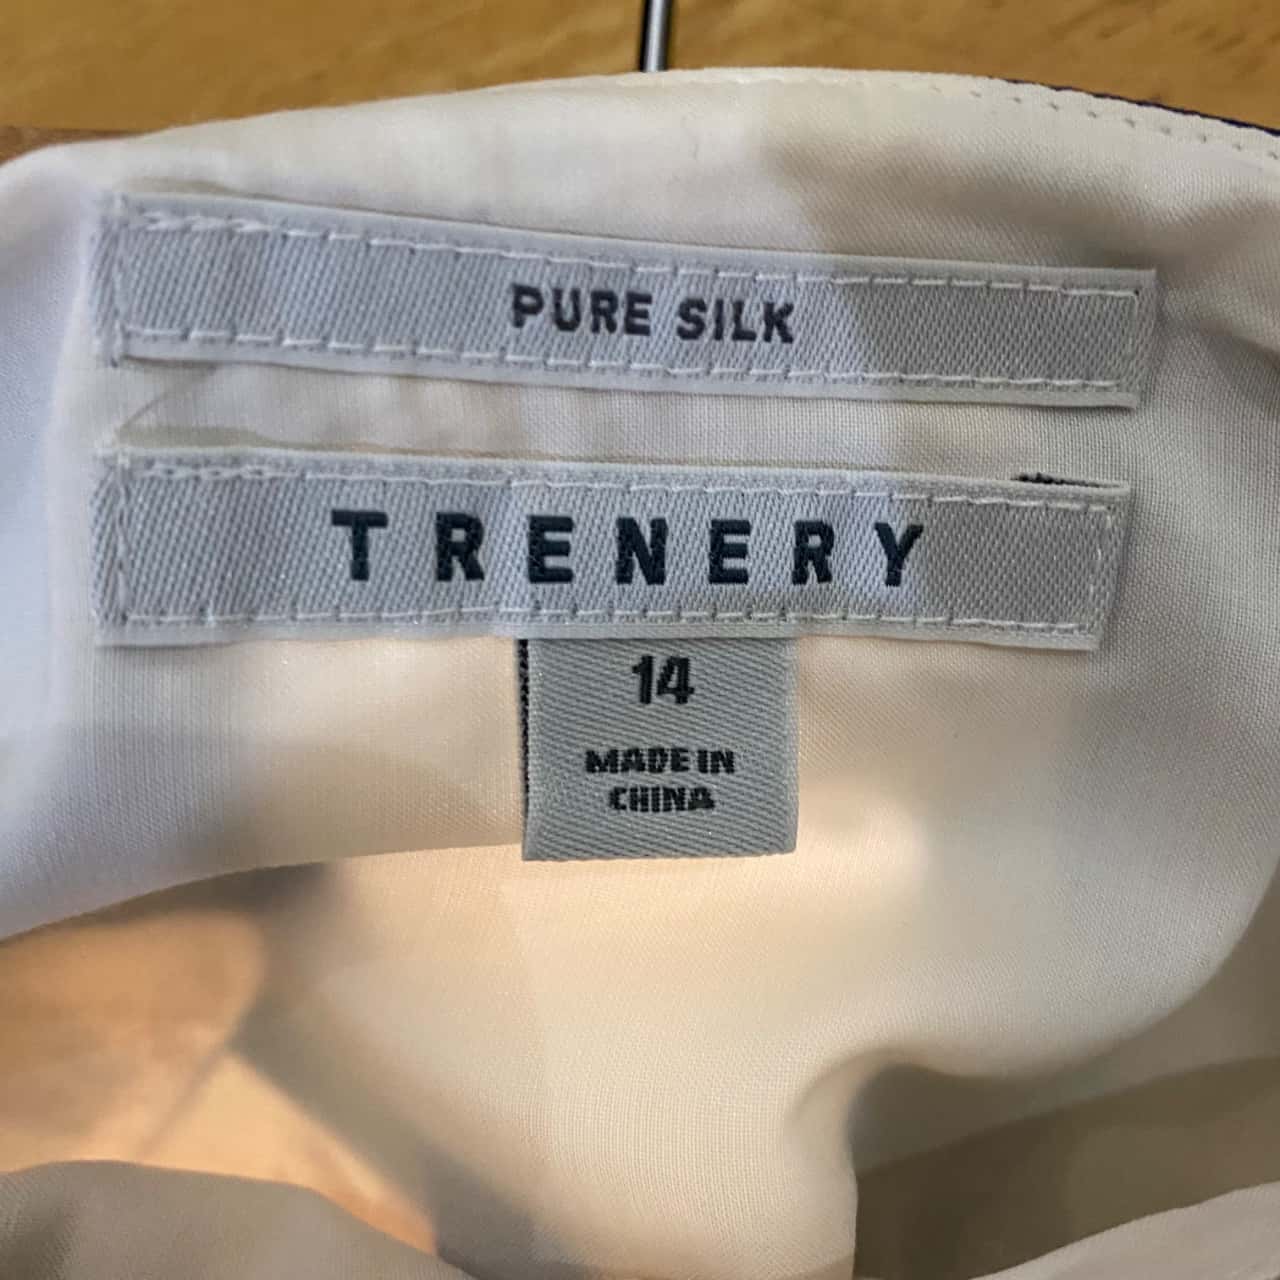 PURE SILK
TRENERY
14
MADE IN
CHINA